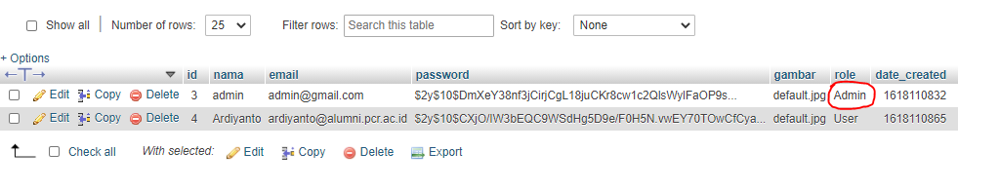 Show all | Number of rows: 25 Filter rows: Search this table Sort by key: None
+ Options
←T→ id nama email password gambar role date_created
Edit Copy Delete 3 admin admin@gmail.com $2y$10$DmXeY38nf3jCirjCgL18juCKr8cw1c2QlsWylFaOP9s... default.jpg Admin 1618110832
Edit Copy Delete 4 Ardiyanto ardiyanto@alumni.pcr.ac.id $2y$10$CXjO/IW3bEQC9WSdHg5D9e/F0H5N.vwEY70TOwCfCya... default.jpg User 1618110865
Check all With selected: Edit Copy Delete Export